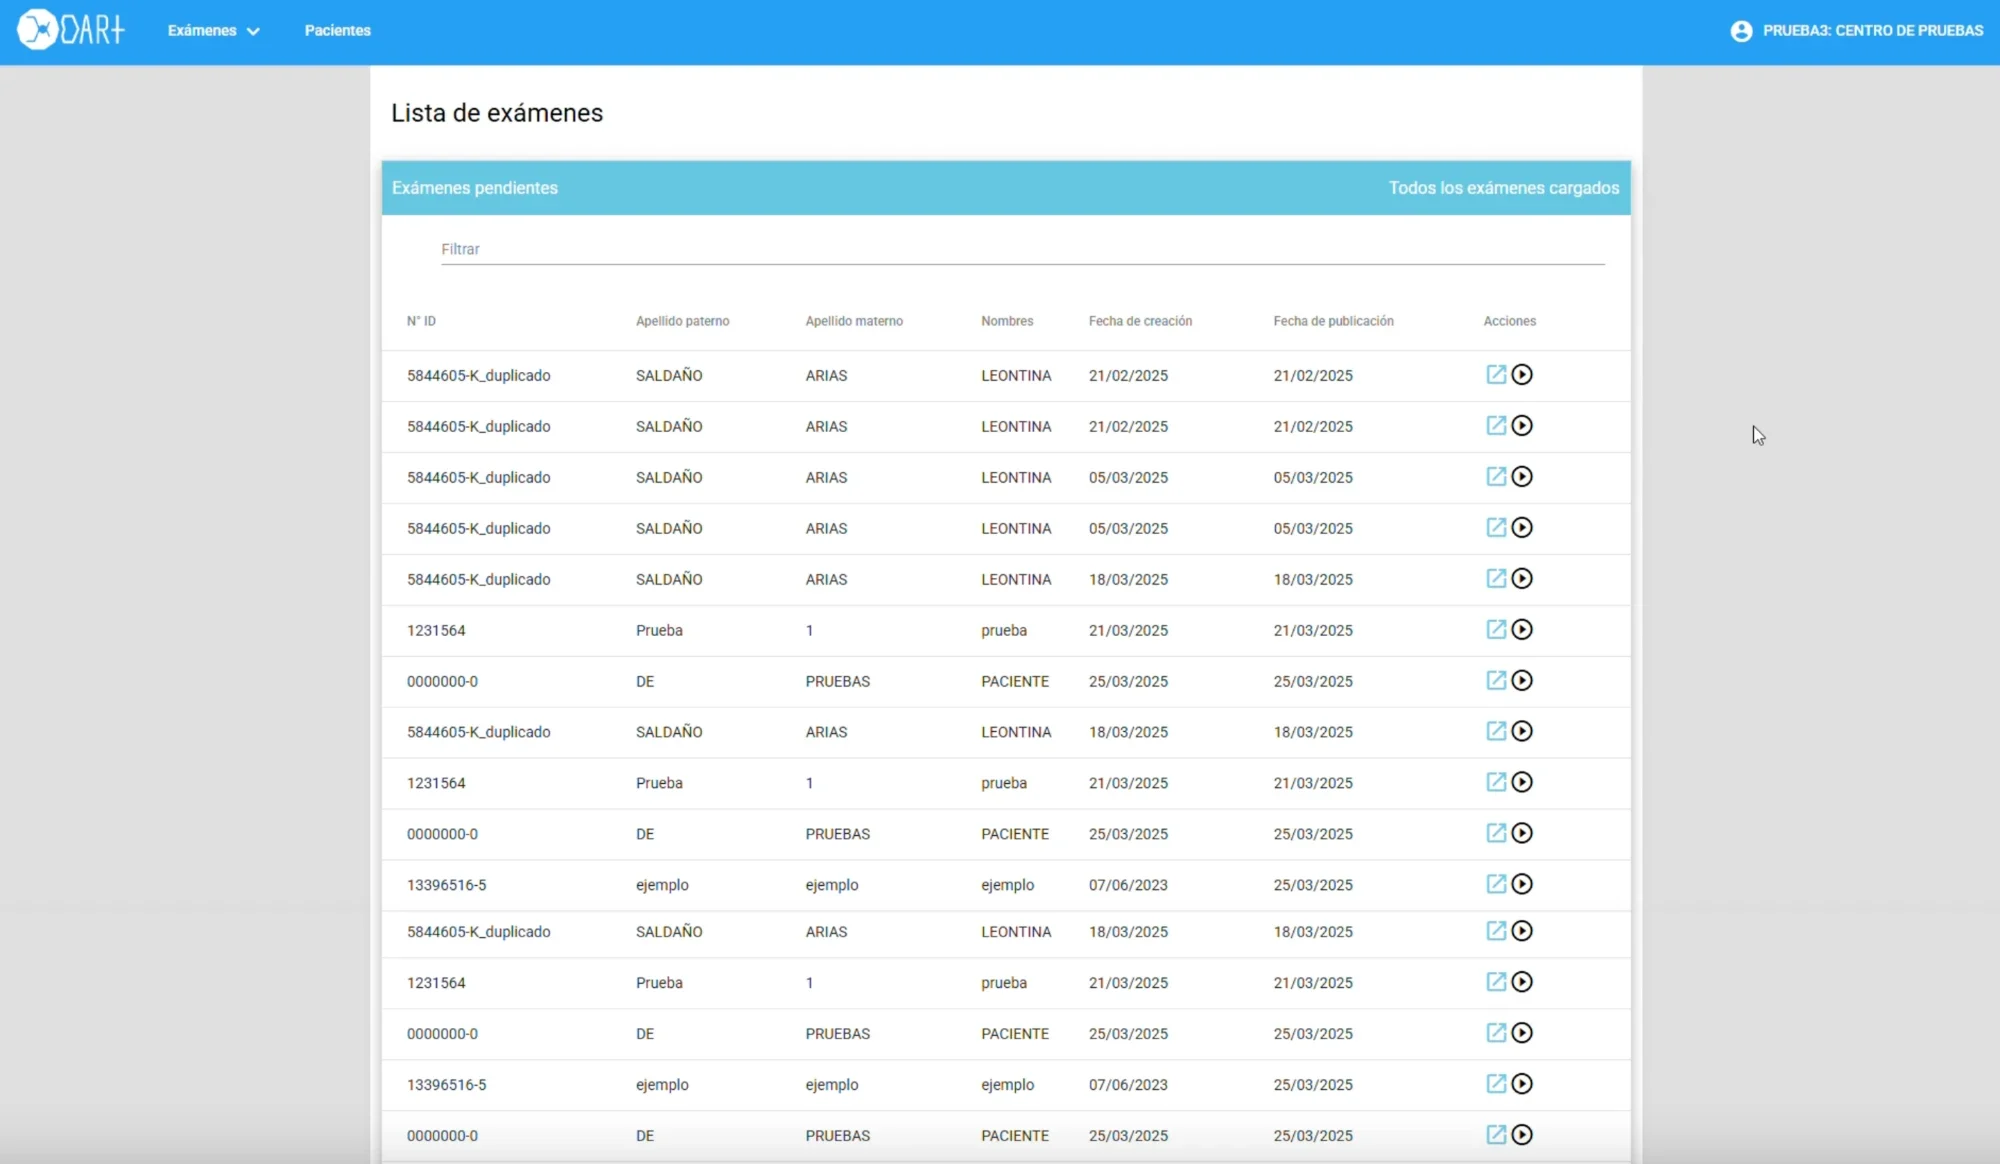 DART Exámenes Pacientes PRUEBA3: CENTRO DE PRUEBAS
Lista de exámenes
Exámenes pendientes Todos los exámenes cargados
Filtrar
N° ID Apellido paterno Apellido materno Nombres Fecha de creación Fecha de publicación Acciones
5844605-K_duplicado SALDAÑO ARIAS LEONTINA 21/02/2025 21/02/2025
5844605-K_duplicado SALDAÑO ARIAS LEONTINA 21/02/2025 21/02/2025
5844605-K_duplicado SALDAÑO ARIAS LEONTINA 05/03/2025 05/03/2025
5844605-K_duplicado SALDAÑO ARIAS LEONTINA 05/03/2025 05/03/2025
5844605-K_duplicado SALDAÑO ARIAS LEONTINA 18/03/2025 18/03/2025
1231564 Prueba 1 prueba 21/03/2025 21/03/2025
0000000-0 DE PRUEBAS PACIENTE 25/03/2025 25/03/2025
5844605-K_duplicado SALDAÑO ARIAS LEONTINA 18/03/2025 18/03/2025
1231564 Prueba 1 prueba 21/03/2025 21/03/2025
0000000-0 DE PRUEBAS PACIENTE 25/03/2025 25/03/2025
13396516-5 ejemplo ejemplo ejemplo 07/06/2023 25/03/2025
5844605-K_duplicado SALDAÑO ARIAS LEONTINA 18/03/2025 18/03/2025
1231564 Prueba 1 prueba 21/03/2025 21/03/2025
0000000-0 DE PRUEBAS PACIENTE 25/03/2025 25/03/2025
13396516-5 ejemplo ejemplo ejemplo 07/06/2023 25/03/2025
0000000-0 DE PRUEBAS PACIENTE 25/03/2025 25/03/2025